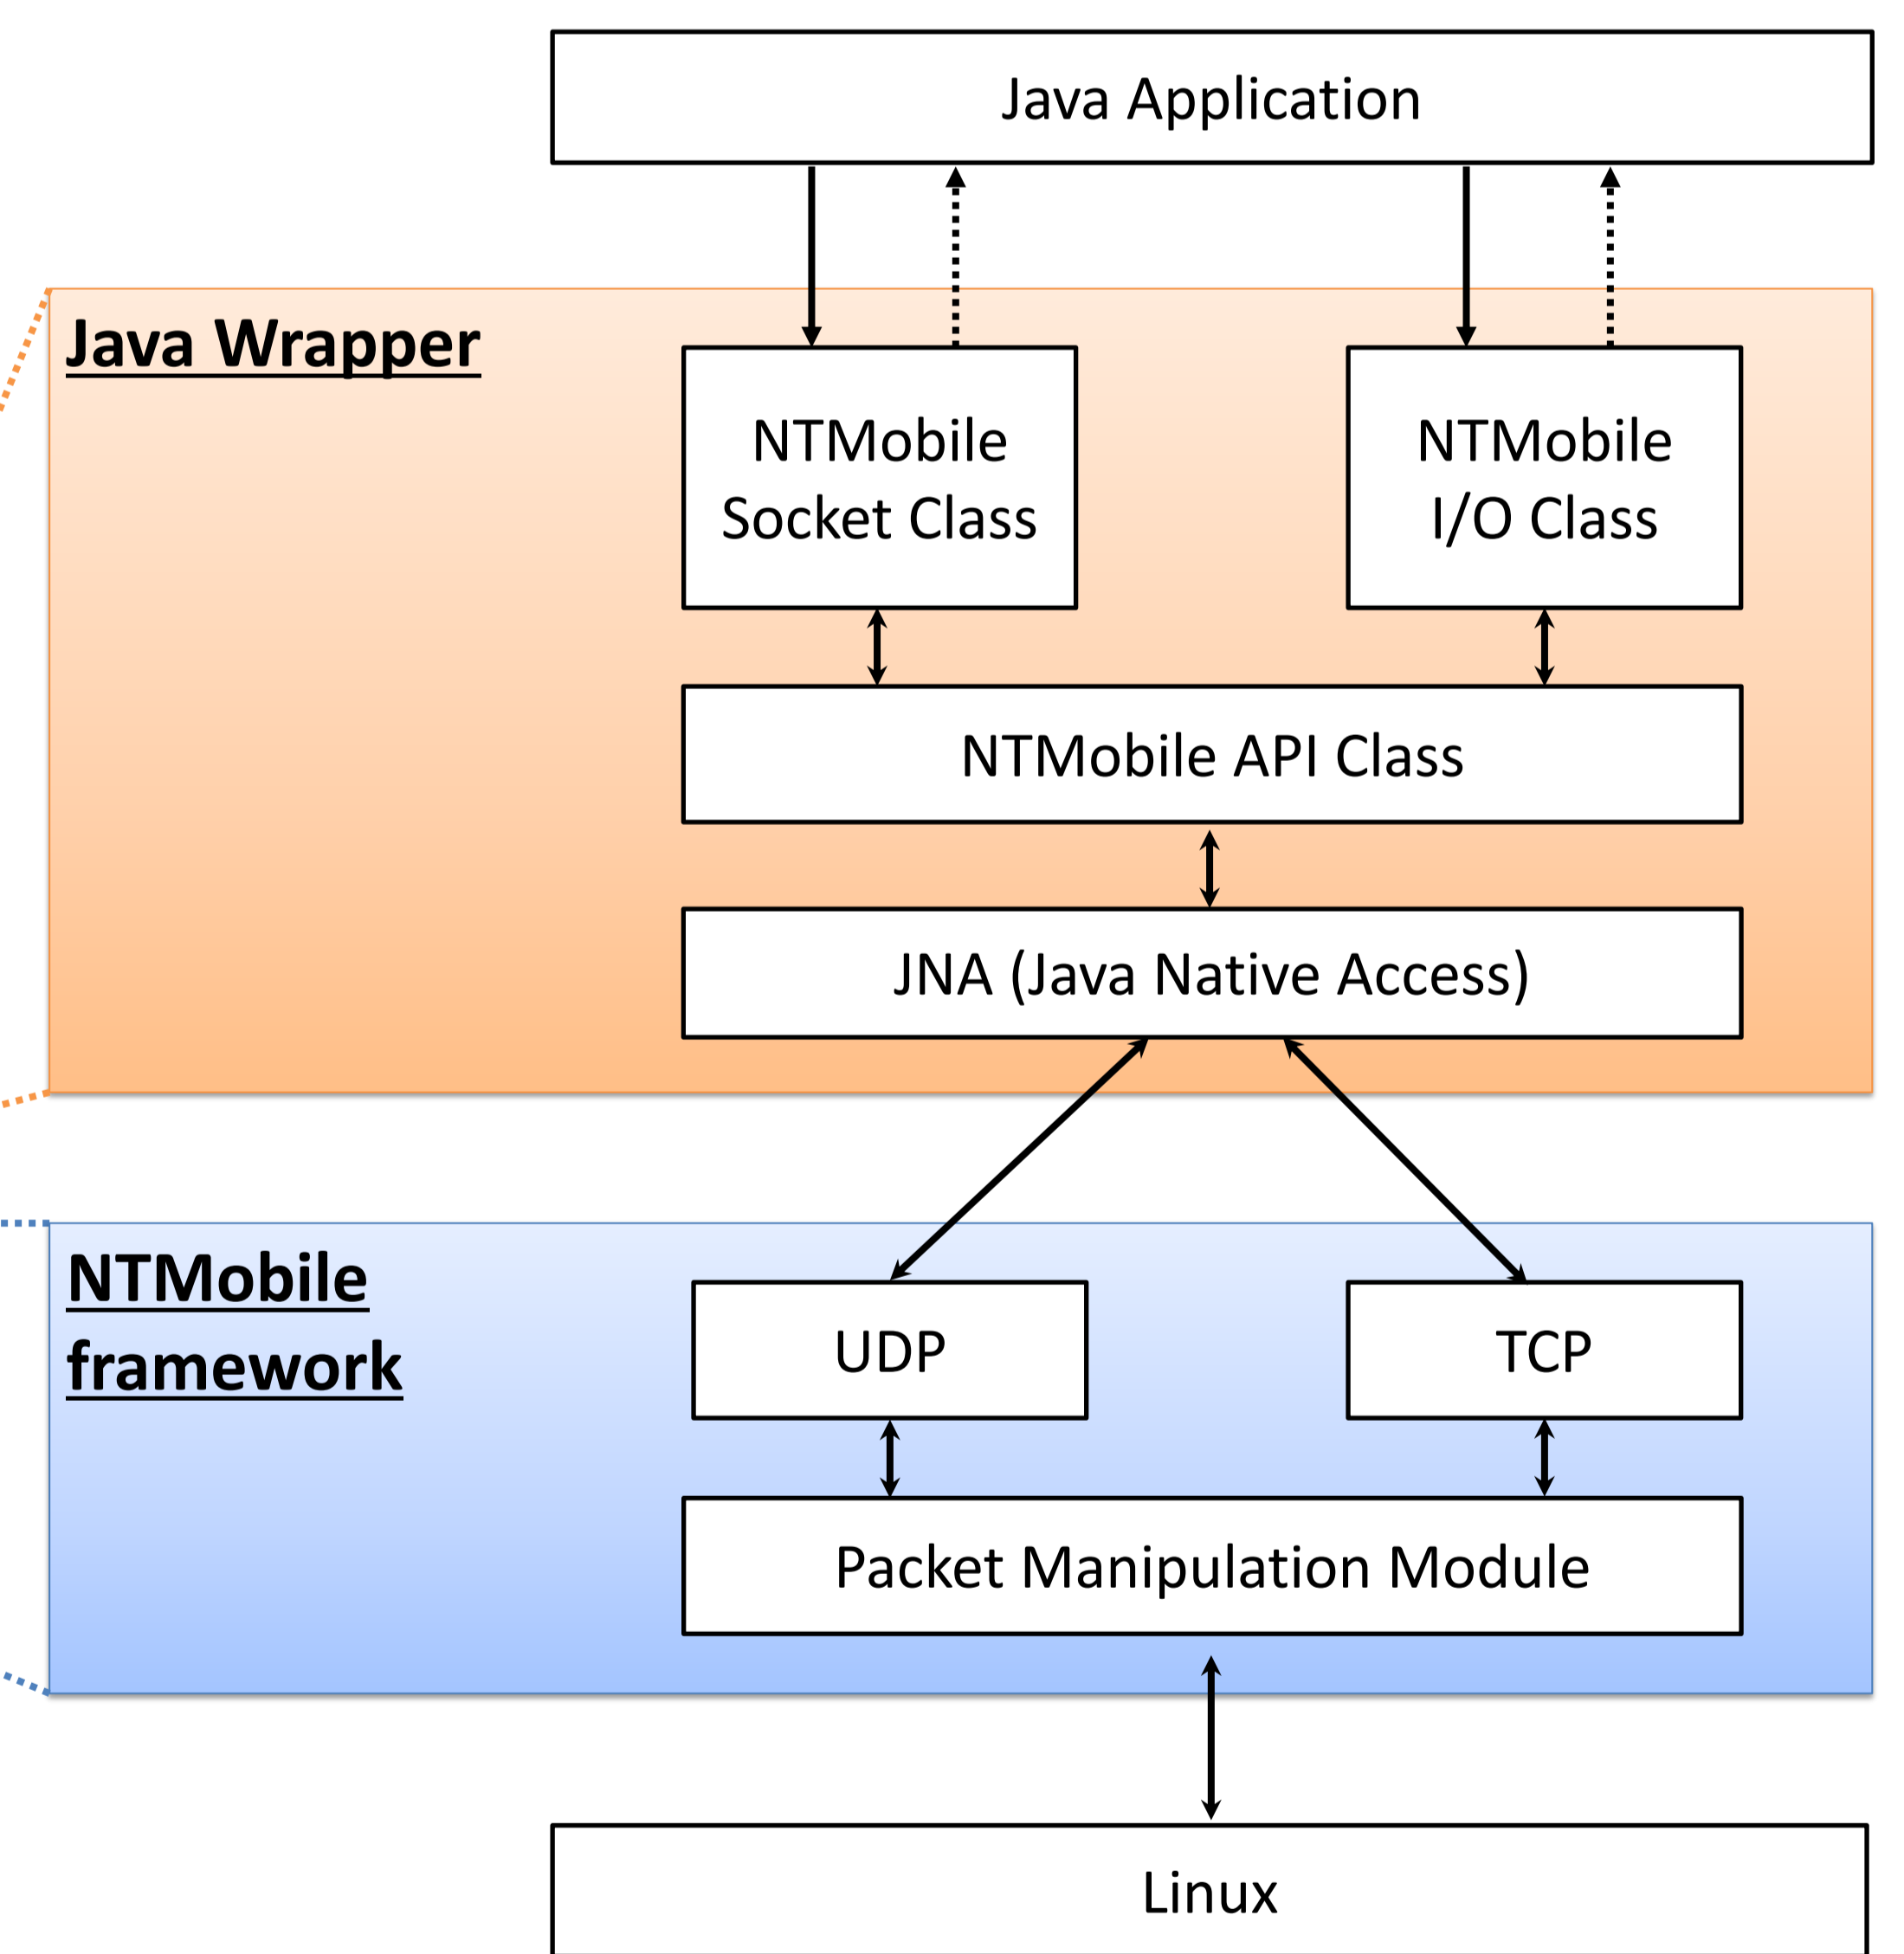 Java Application
Java Wrapper
NTMobile
Socket Class
NTMobile
I/O Class
NTMobile API Class
JNA (Java Native Access)
NTMobile
framework
UDP
TCP
Packet Manipulation Module
Linux